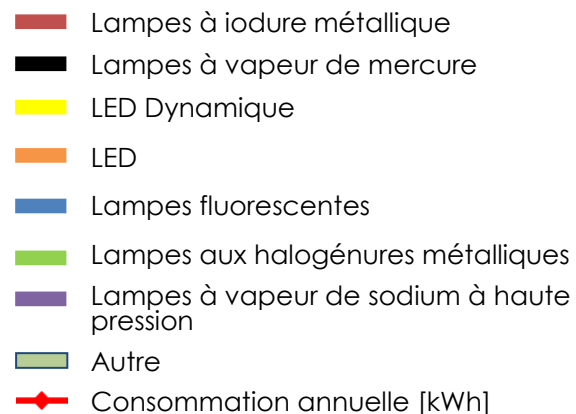 Lampes à iodure métallique
Lampes à vapeur de mercure
LED Dynamique
LED
Lampes fluorescentes
Lampes aux halogénures métalliques
Lampes à vapeur de sodium à haute
pression
Autre
Consommation annuelle [kWh]